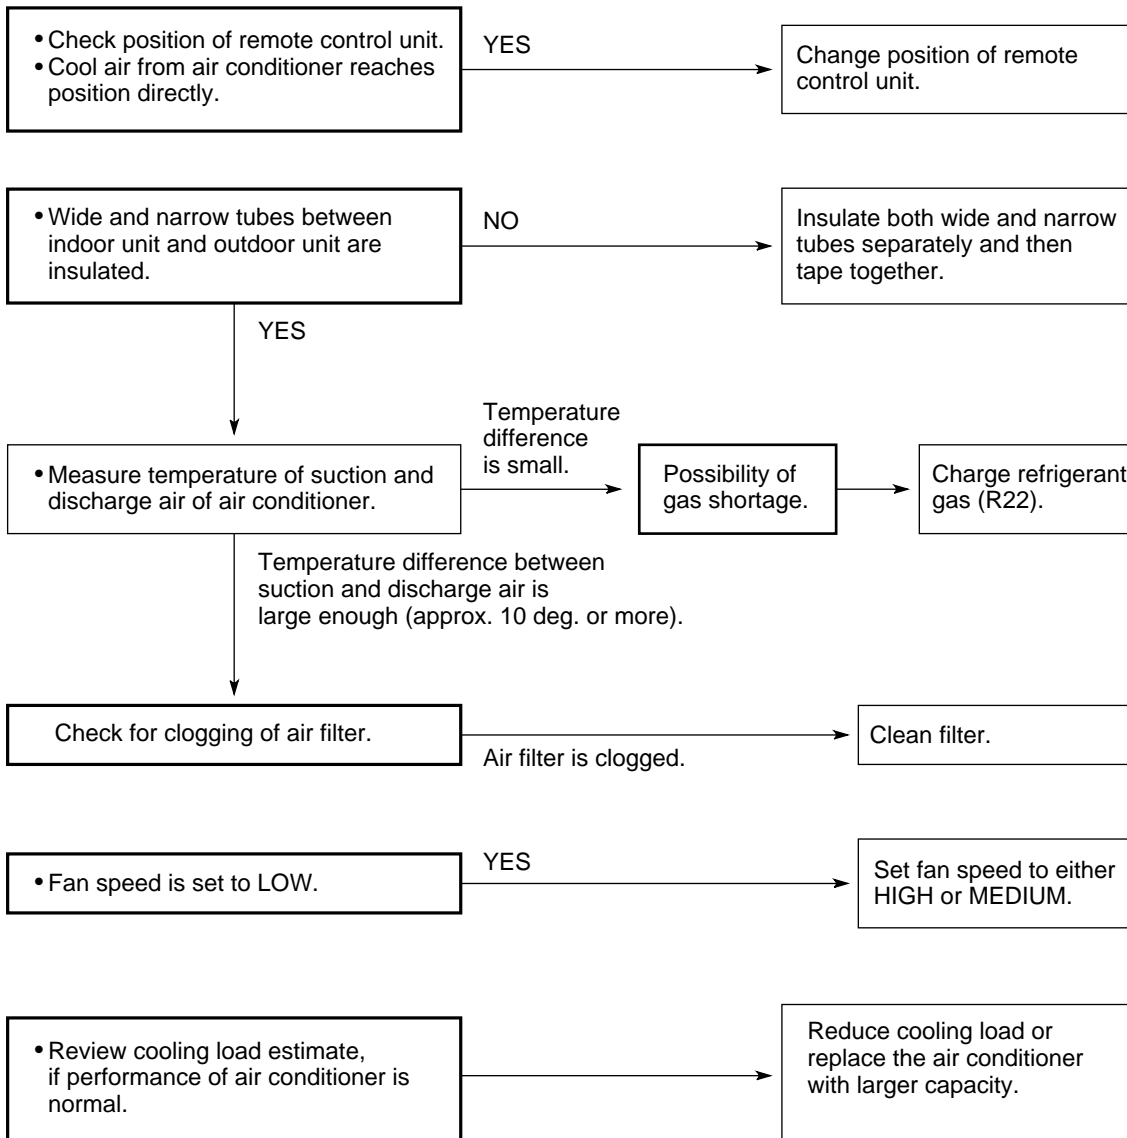 • Check position of remote control unit.
• Cool air from air conditioner reaches
position directly.
YES
Change position of remote
control unit.
• Wide and narrow tubes between
indoor unit and outdoor unit are
insulated.
NO
Insulate both wide and narrow
tubes separately and then
tape together.
YES
• Measure temperature of suction and
discharge air of air conditioner.
Temperature
difference
is small.
Possibility of
gas shortage.
Charge refrigerant
gas (R22).
Temperature difference between
suction and discharge air is
large enough (approx. 10 deg. or more).
Check for clogging of air filter.
Air filter is clogged.
Clean filter.
• Fan speed is set to LOW.
YES
Set fan speed to either
HIGH or MEDIUM.
• Review cooling load estimate,
if performance of air conditioner is
normal.
Reduce cooling load or
replace the air conditioner
with larger capacity.